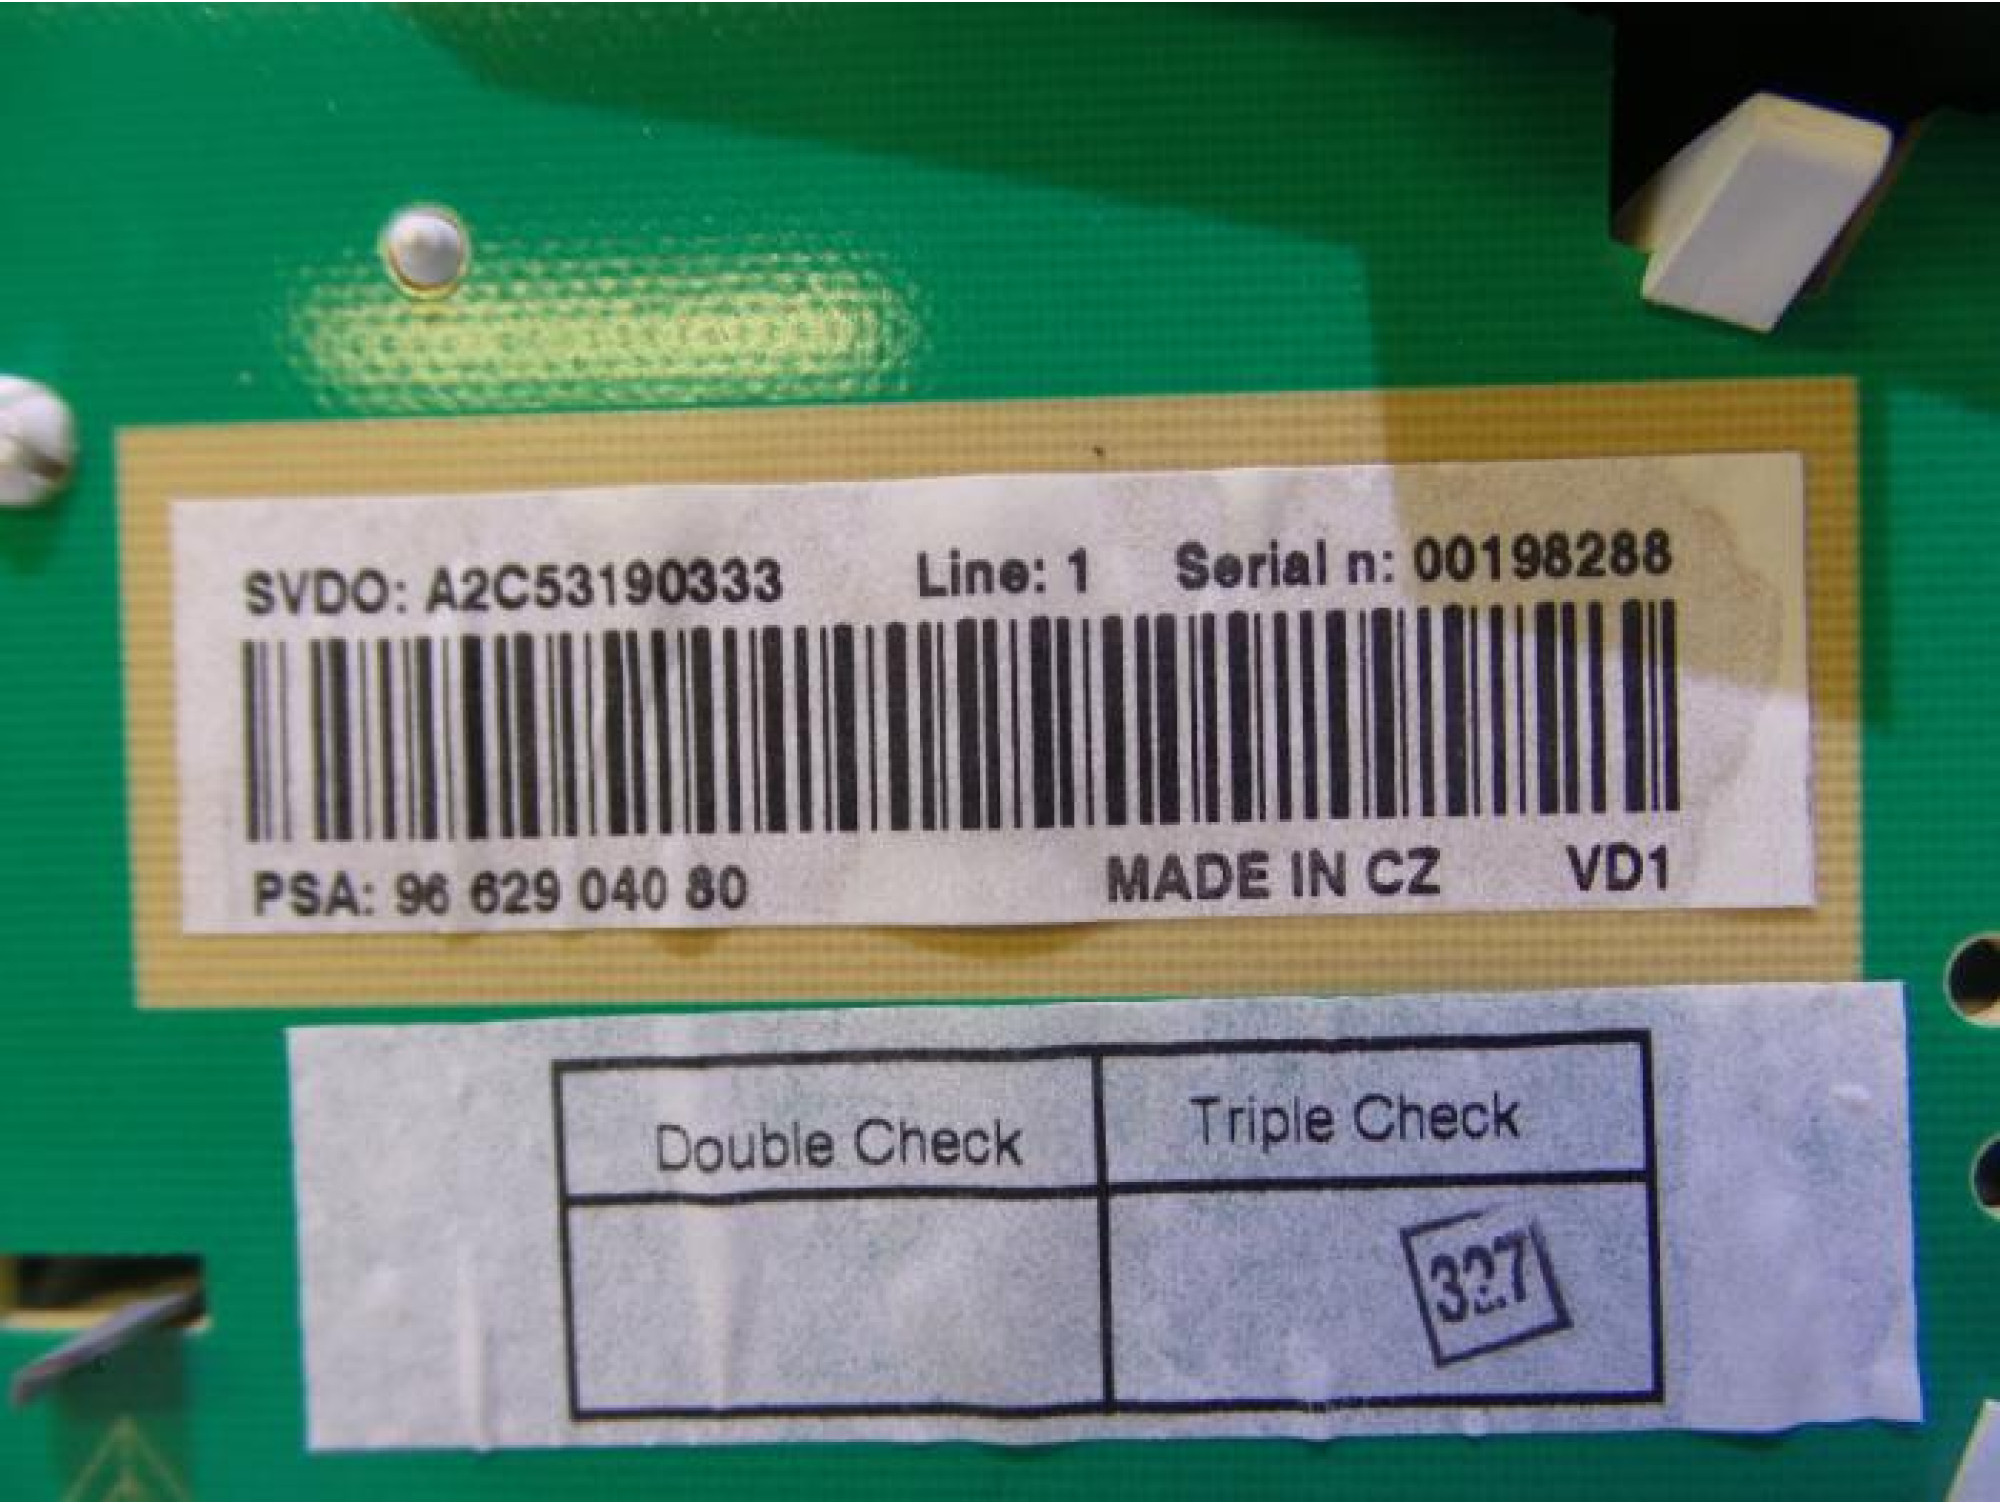 SVDO: A2C53190333 Line: 1 Serial n: 00198288
PSA: 96 629 040 80 MADE IN CZ VD1
Double Check Triple Check
327